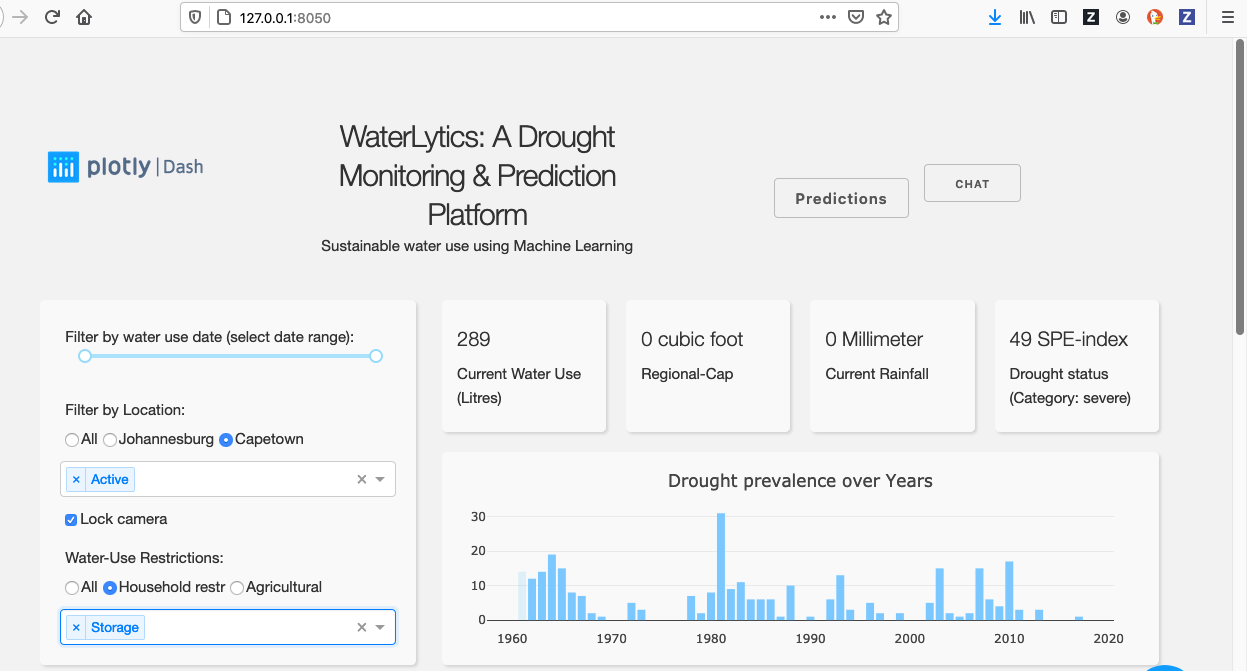 127.0.0.1:8050
Z
Z
plotly | Dash
WaterLytics: A Drought
Monitoring & Prediction
Platform
Sustainable water use using Machine Learning
Predictions
CHAT
Filter by water use date (select date range):
Filter by Location:
All Johannesburg Capetown
× Active
Lock camera
Water-Use Restrictions:
All Household restr Agricultural
× Storage
289
Current Water Use
(Litres)
0 cubic foot
Regional-Cap
0 Millimeter
Current Rainfall
49 SPE-index
Drought status
(Category: severe)
Drought prevalence over Years
30
20
10
0
1960 1970 1980 1990 2000 2010 2020